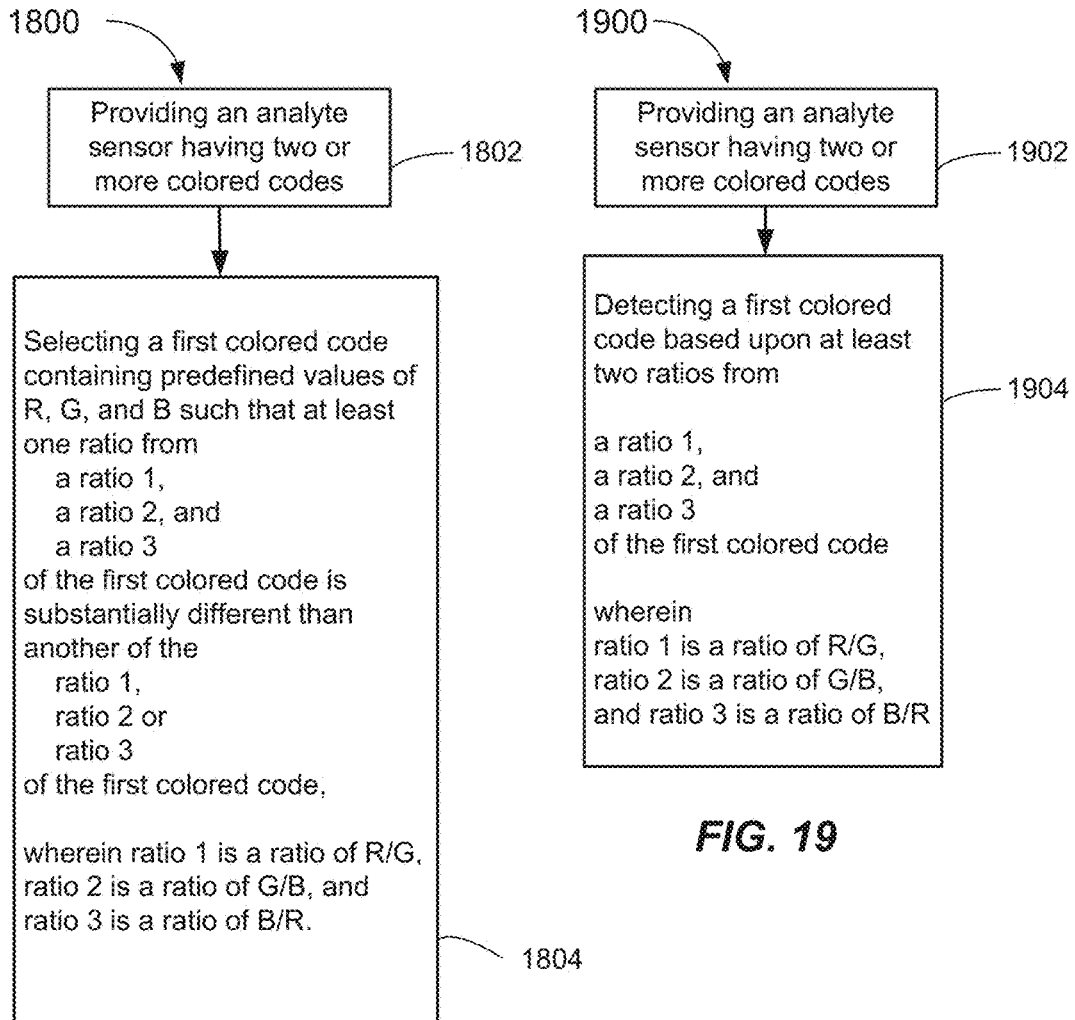 1800
Providing an analyte
sensor having two or
more colored codes
1802
Selecting a first colored code
containing predefined values of
R, G, and B such that at least
one ratio from
a ratio 1,
a ratio 2, and
a ratio 3
of the first colored code is
substantially different than
another of the
ratio 1,
ratio 2 or
ratio 3
of the first colored code,
wherein ratio 1 is a ratio of R/G,
ratio 2 is a ratio of G/B, and
ratio 3 is a ratio of B/R.
1804
1900
Providing an analyte
sensor having two or
more colored codes
1902
Detecting a first colored
code based upon at least
two ratios from
a ratio 1,
a ratio 2, and
a ratio 3
of the first colored code
wherein
ratio 1 is a ratio of R/G,
ratio 2 is a ratio of G/B,
and ratio 3 is a ratio of B/R
1904
FIG. 19